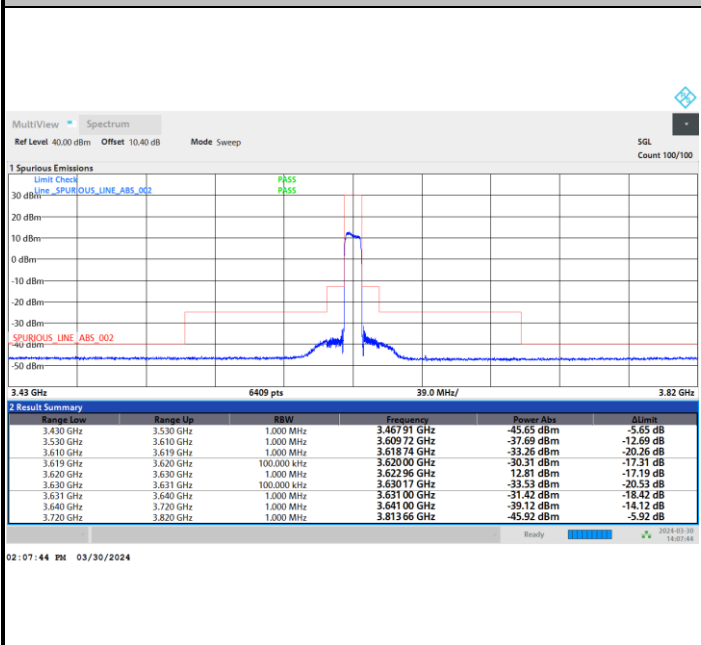 MultiView Spectrum
Ref Level 40.00 dBm Offset 10.40 dB Mode Sweep SGL
Count 100/100
1 Spurious Emissions
Limit Check PASS
Line _SPURIOUS_LINE_ABS_002 PASS
30 dBm
20 dBm
10 dBm
0 dBm
-10 dBm
-20 dBm
-30 dBm
SPURIOUS_LINE_ABS_002
-40 dBm
-50 dBm
3.43 GHz 6409 pts 39.0 MHz/ 3.82 GHz
2 Result Summary
Range Low Range Up RBW Frequency Power Abs ΔLimit
3.430 GHz 3.530 GHz 1.000 MHz 3.467 91 GHz -45.65 dBm -5.65 dB
3.530 GHz 3.610 GHz 1.000 MHz 3.609 72 GHz -37.69 dBm -12.69 dB
3.610 GHz 3.619 GHz 1.000 MHz 3.618 74 GHz -33.26 dBm -20.26 dB
3.619 GHz 3.620 GHz 100.000 kHz 3.620 00 GHz -30.31 dBm -17.31 dB
3.620 GHz 3.630 GHz 1.000 MHz 3.622 96 GHz 12.81 dBm -17.19 dB
3.630 GHz 3.631 GHz 100.000 kHz 3.630 17 GHz -33.53 dBm -20.53 dB
3.631 GHz 3.640 GHz 1.000 MHz 3.631 00 GHz -31.42 dBm -18.42 dB
3.640 GHz 3.720 GHz 1.000 MHz 3.641 00 GHz -39.12 dBm -14.12 dB
3.720 GHz 3.820 GHz 1.000 MHz 3.813 66 GHz -45.92 dBm -5.92 dB
Ready 2024-03-30
14:07:44
02:07:44 PM 03/30/2024